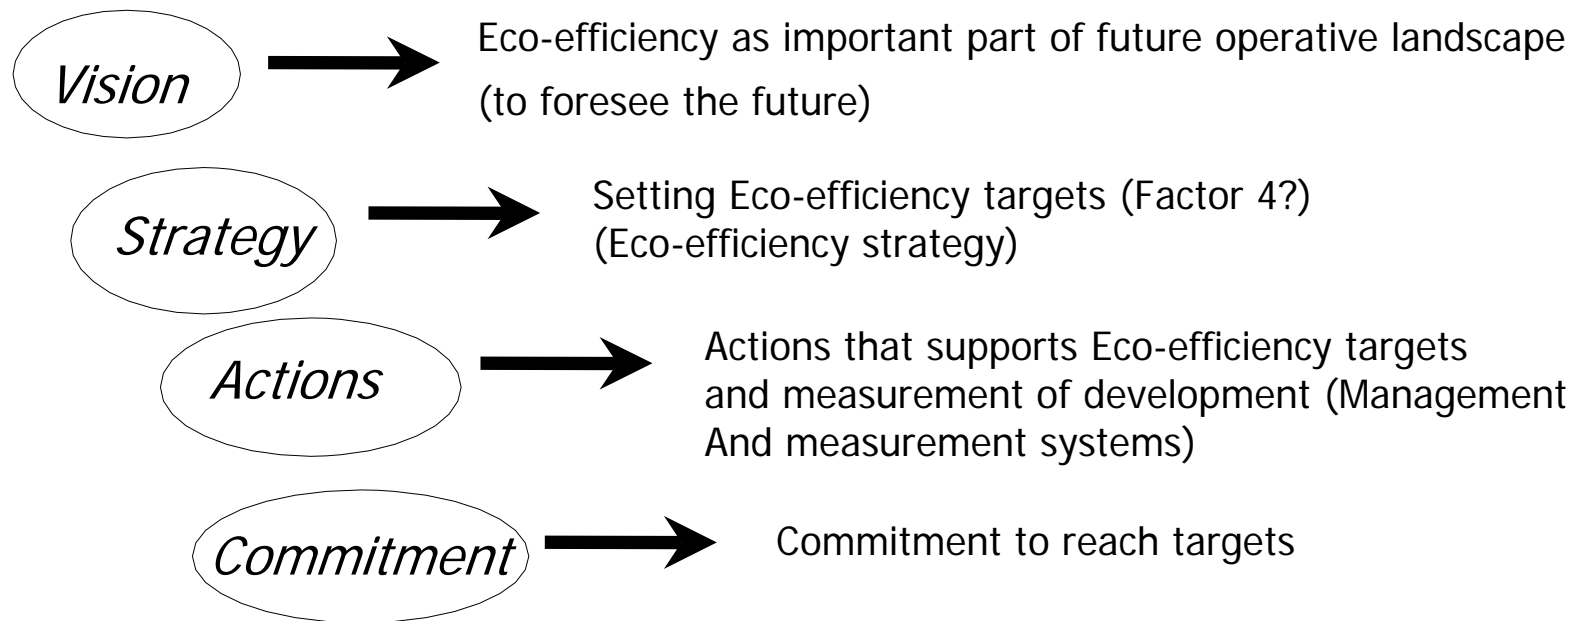 Vision
Eco-efficiency as important part of future operative landscape
(to foresee the future)
Strategy
Setting Eco-efficiency targets (Factor 4?)
(Eco-efficiency strategy)
Actions
Actions that supports Eco-efficiency targets
and measurement of development (Management
And measurement systems)
Commitment
Commitment to reach targets